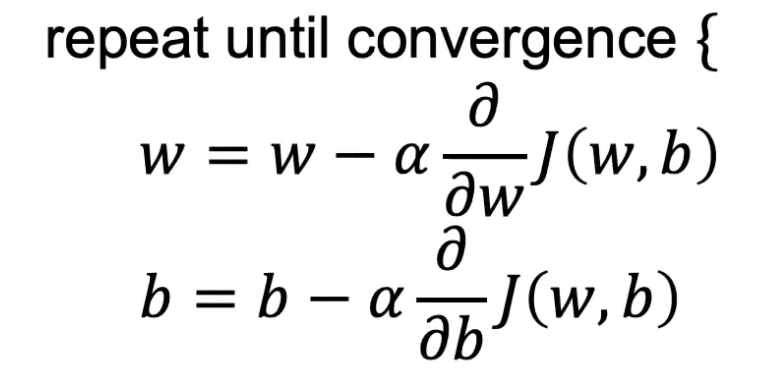 repeat until convergence {
w = w − α ∂/∂w J(w, b)
b = b − α ∂/∂b J(w, b)